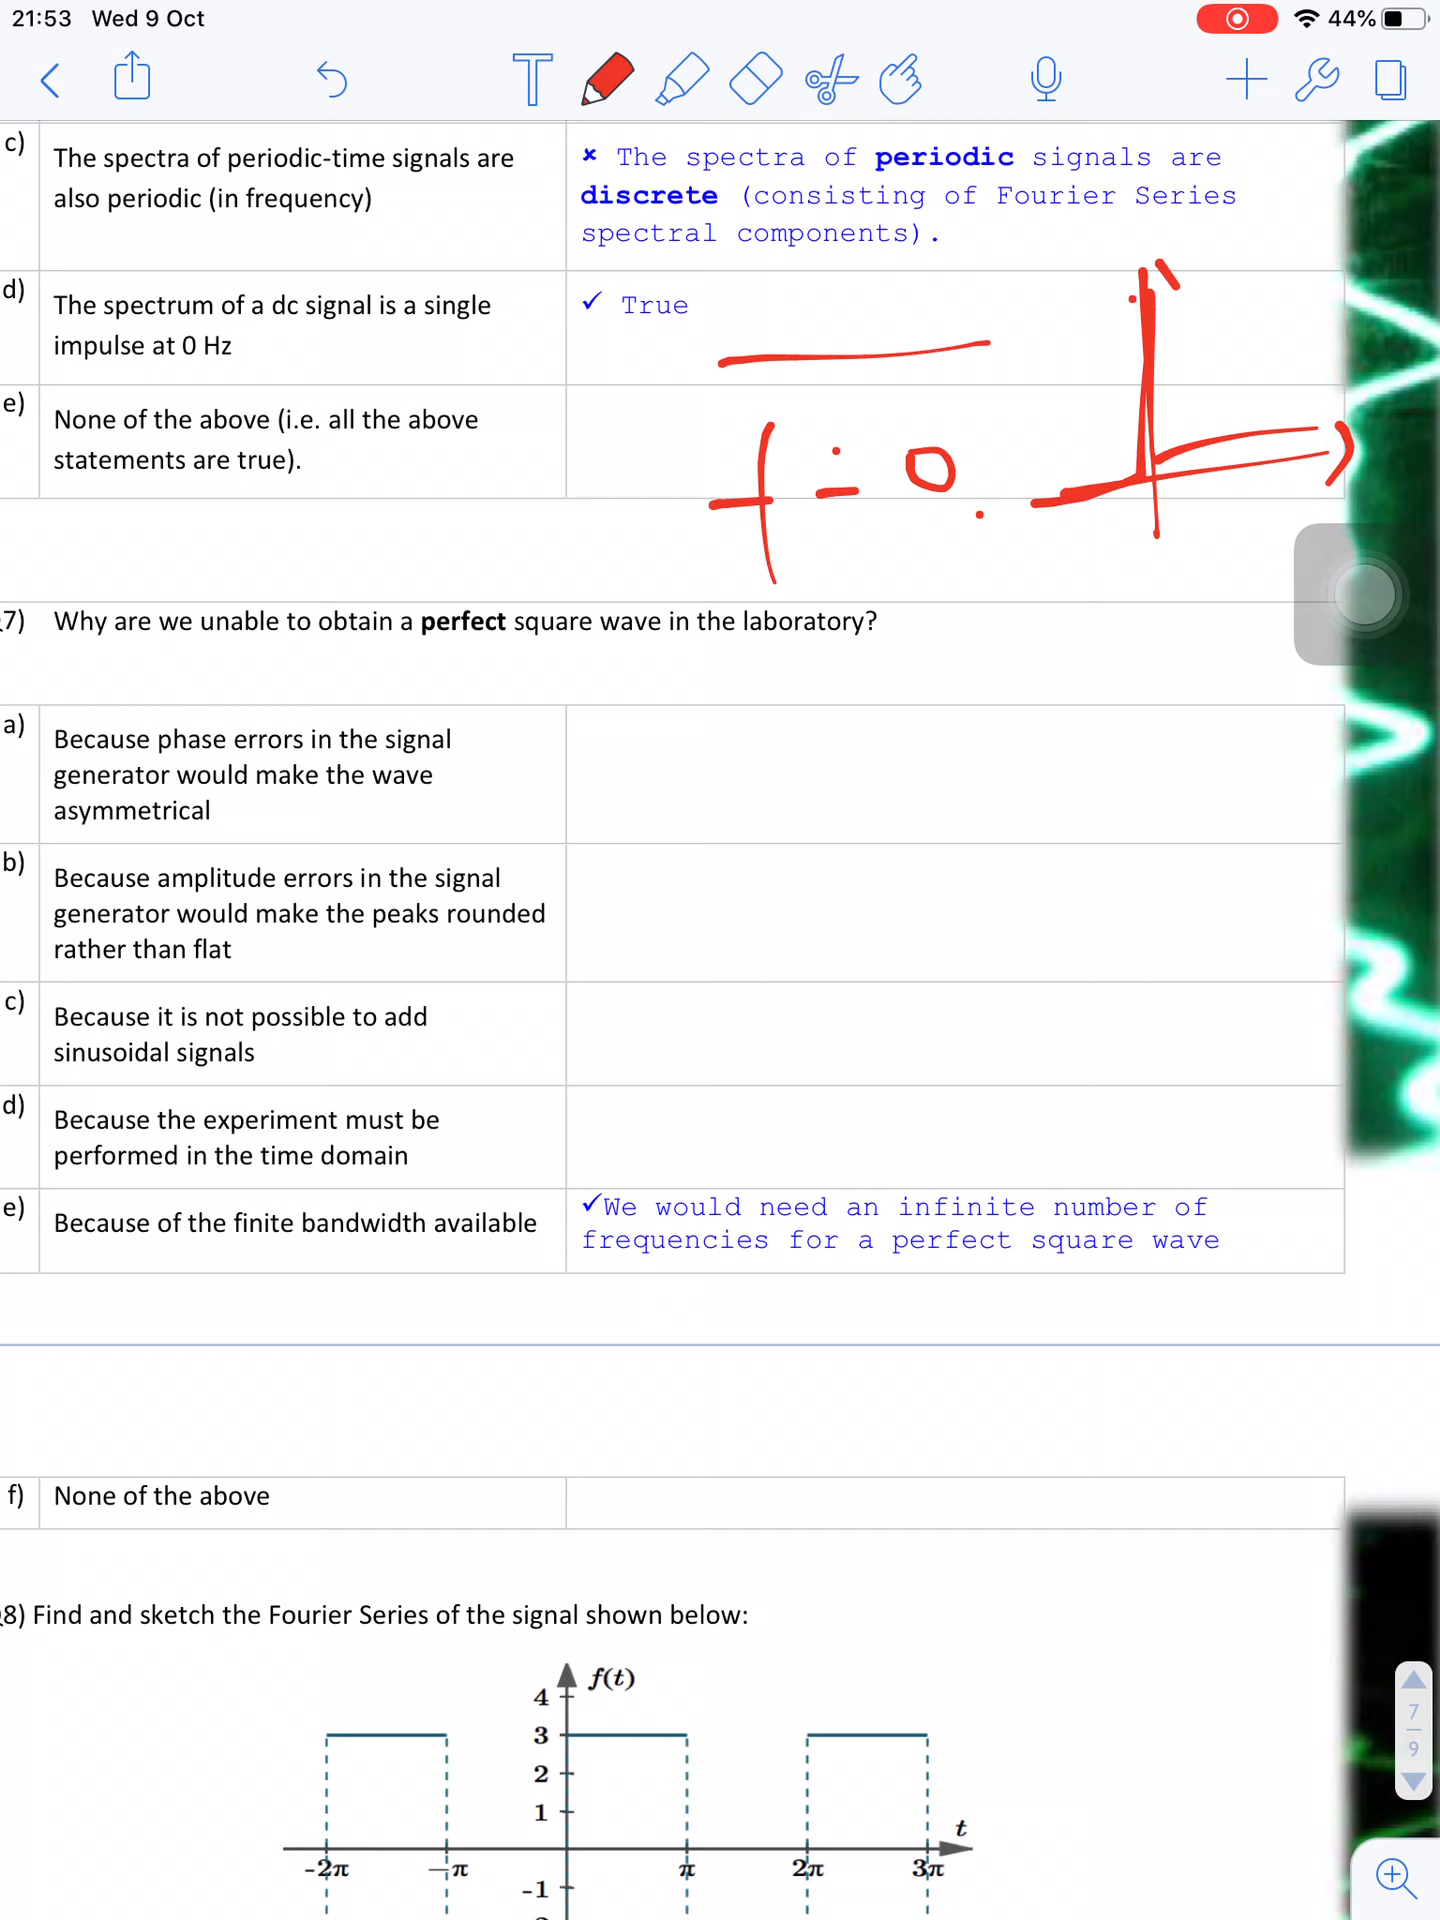 21:53 Wed 9 Oct
44%
T
c) The spectra of periodic-time signals are
also periodic (in frequency)
× The spectra of periodic signals are
discrete (consisting of Fourier Series
spectral components).
d) The spectrum of a dc signal is a single
impulse at 0 Hz
✓ True
e) None of the above (i.e. all the above
statements are true).
f = 0.
7) Why are we unable to obtain a perfect square wave in the laboratory?
a) Because phase errors in the signal
generator would make the wave
asymmetrical
b) Because amplitude errors in the signal
generator would make the peaks rounded
rather than flat
c) Because it is not possible to add
sinusoidal signals
d) Because the experiment must be
performed in the time domain
e) Because of the finite bandwidth available
✓We would need an infinite number of
frequencies for a perfect square wave
f) None of the above
8) Find and sketch the Fourier Series of the signal shown below:
f(t)
4
3
2
1
t
-2π −π π 2π 3π
-1
7
9